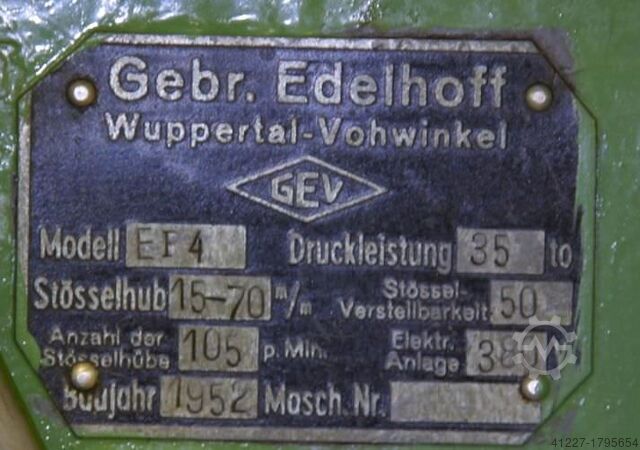 Gebr. Edelhoff
Wuppertal-Vohwinkel
GEV
Modell EF4 Druckleistung 35 to
Stösselhub 15-70 m/m Stössel-Verstellbarkeit 50
Anzahl der Stösselhübe 105 p. Min. Elektr. Anlage
Baujahr 1952 Masch. Nr.
41227-1795654